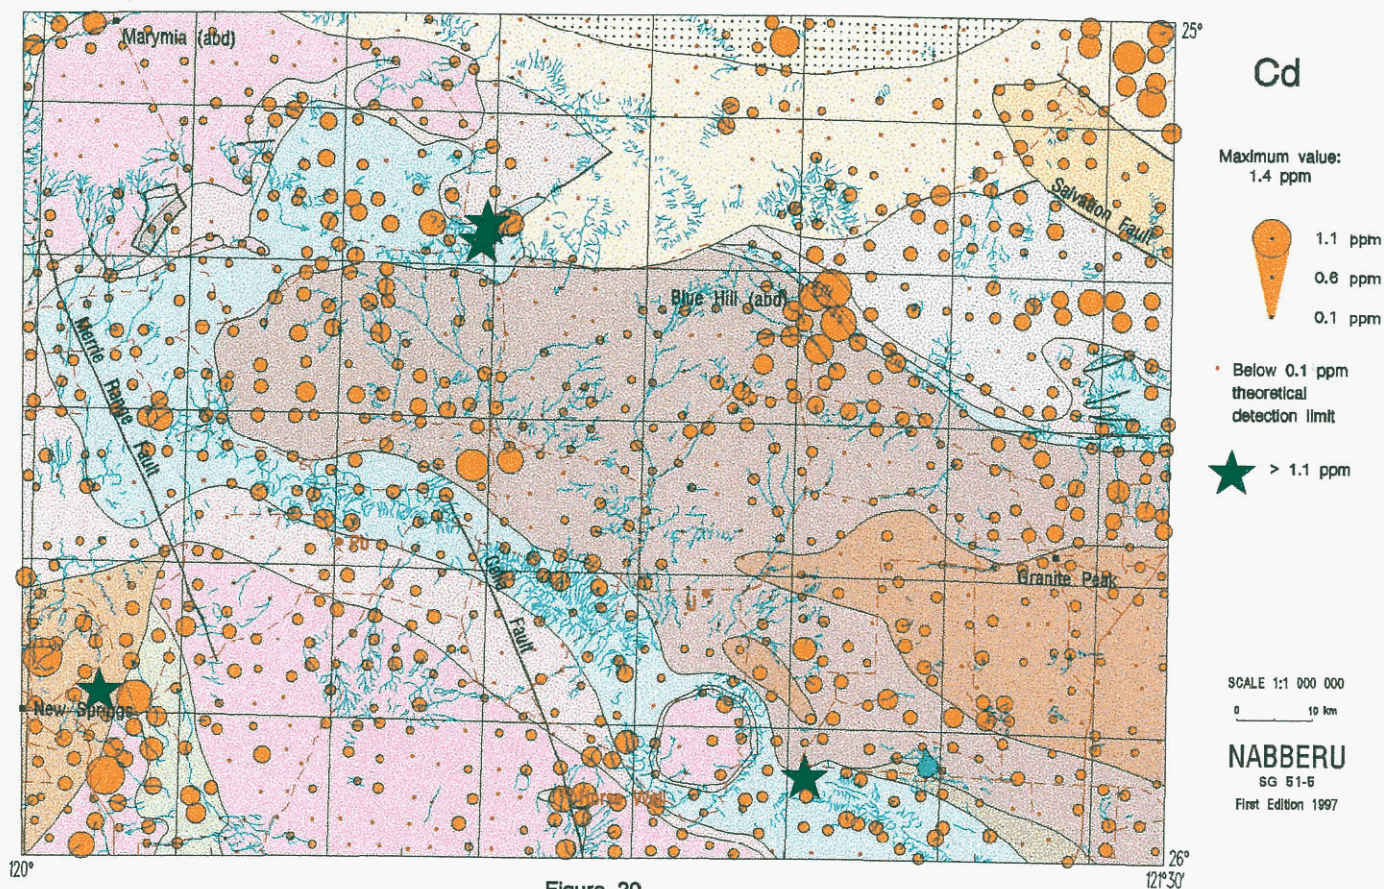 25°
Marymia (abd)
Cd
Maximum value:
1.4 ppm
1.1 ppm
0.6 ppm
0.1 ppm
Salvation Fault
Blue Hill (abd)
Merrie Range Fault
Below 0.1 ppm
theoretical
detection limit
> 1.1 ppm
Granite Peak
Fault
New Springs
SCALE 1:1 000 000
0 10 km
NABBERU
SG 51-5
First Edition 1997
120°
26°
121°30'
Figure